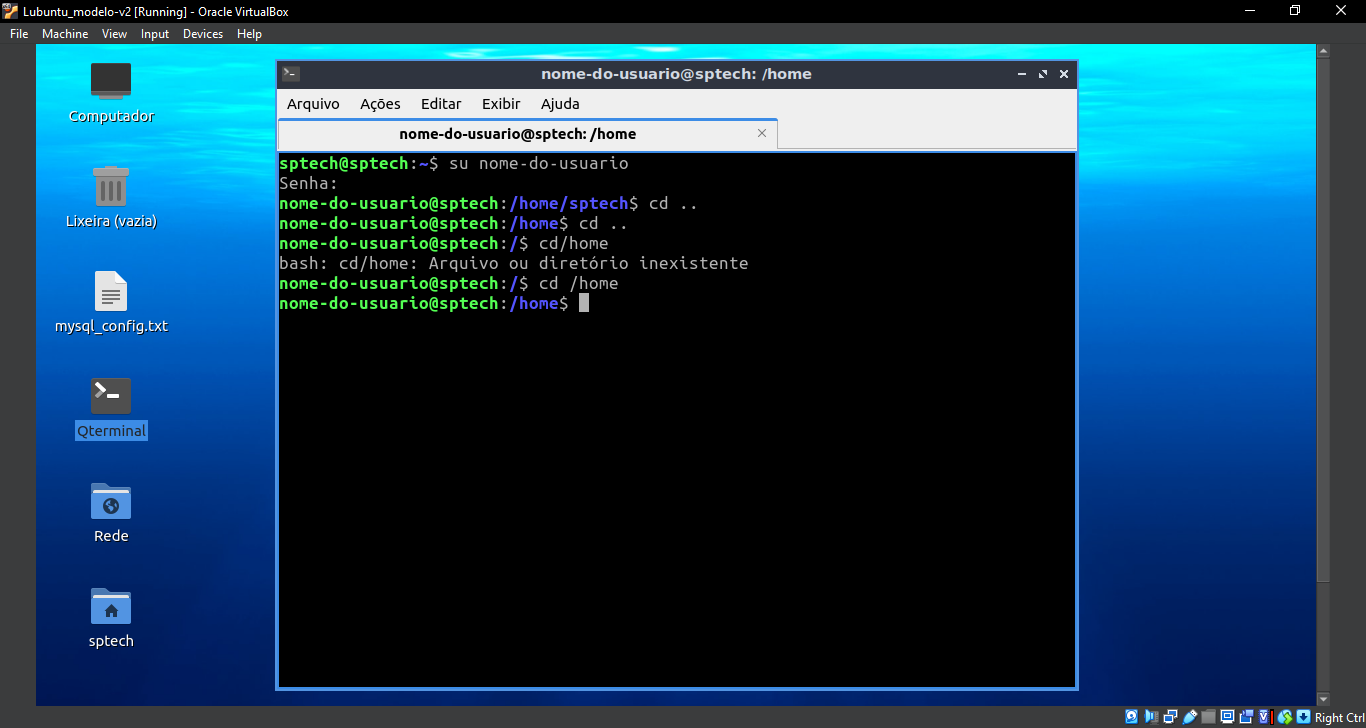 Lubuntu_modelo-v2 [Running] - Oracle VirtualBox
File Machine View Input Devices Help
Computador
Lixeira (vazia)
mysql_config.txt
Qterminal
Rede
sptech
nome-do-usuario@sptech: /home
Arquivo Ações Editar Exibir Ajuda
nome-do-usuario@sptech: /home
sptech@sptech:~$ su nome-do-usuario
Senha:
nome-do-usuario@sptech:/home/sptech$ cd ..
nome-do-usuario@sptech:/home$ cd ..
nome-do-usuario@sptech:/$ cd/home
bash: cd/home: Arquivo ou diretório inexistente
nome-do-usuario@sptech:/$ cd /home
nome-do-usuario@sptech:/home$
Right Ctrl